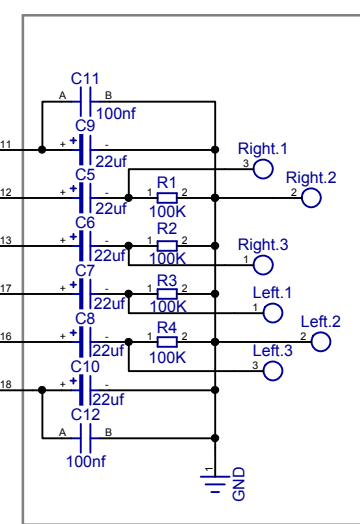 C11
A B
100nf
C9
11 + + -
22uf
Right.1
3
C5
12 + + -
22uf
R1
1 2
100K
Right.2
2
C6
13 + + -
22uf
R2
1 2
100K
Right.3
1
C7
17 + + -
22uf
R3
1 2
100K
Left.1
1
C8
16 + + -
22uf
R4
1 2
100K
Left.2
2
Left.3
3
C10
18 + + -
22uf
C12
A B
100nf
1
GND